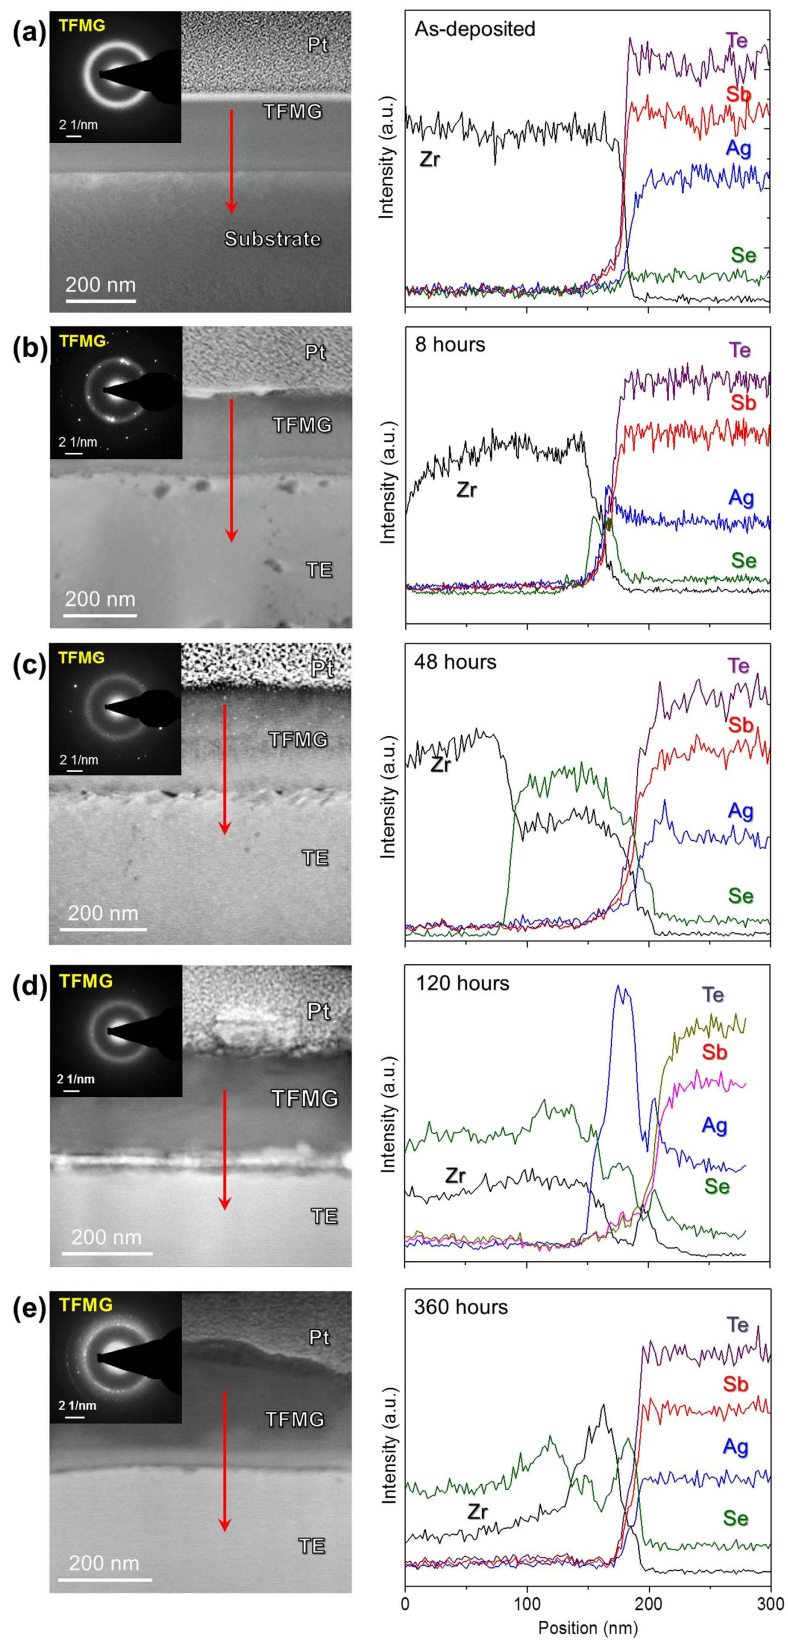 (a)
TFMG
Pt
TFMG
2 1/nm
Substrate
200 nm
As-deposited
Te
Sb
Ag
Zr
Se
Intensity (a.u.)
(b)
TFMG
Pt
TFMG
2 1/nm
TE
200 nm
8 hours
Te
Sb
Zr
Ag
Se
Intensity (a.u.)
(c)
TFMG
Pt
TFMG
2 1/nm
TE
200 nm
48 hours
Te
Sb
Zr
Ag
Se
Intensity (a.u.)
(d)
TFMG
Pt
2 1/nm
TFMG
TE
200 nm
120 hours
Te
Sb
Ag
Zr
Se
Intensity (a.u.)
(e)
TFMG
Pt
2 1/nm
TFMG
TE
200 nm
360 hours
Te
Sb
Ag
Zr
Se
Intensity (a.u.)
0 100 200 300
Position (nm)